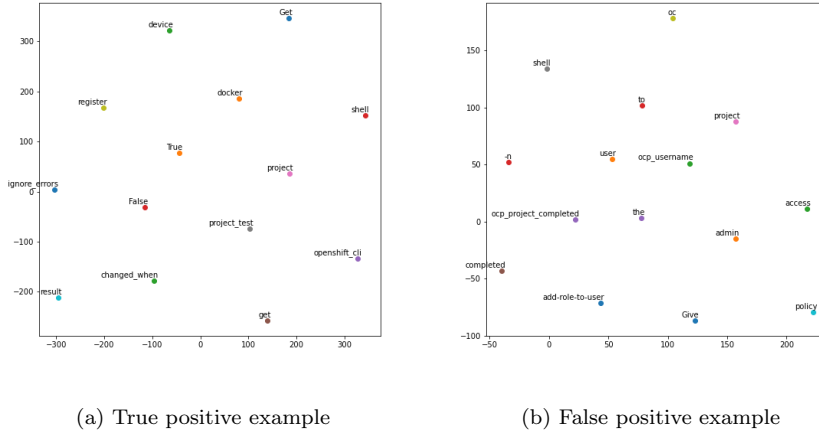 Get
device
300
200
docker
register
shell
100
True
project
ignore_errors
0
False
project_test
−100
openshift_cli
changed_when
result
−200
get
−300 −200 −100 0 100 200 300
(a) True positive example
oc
150
shell
to
100
project
-n
user
ocp_username
50
access
ocp_project_completed
the
0
admin
completed
−50
add-role-to-user
Give
policy
−100
−50 0 50 100 150 200
(b) False positive example